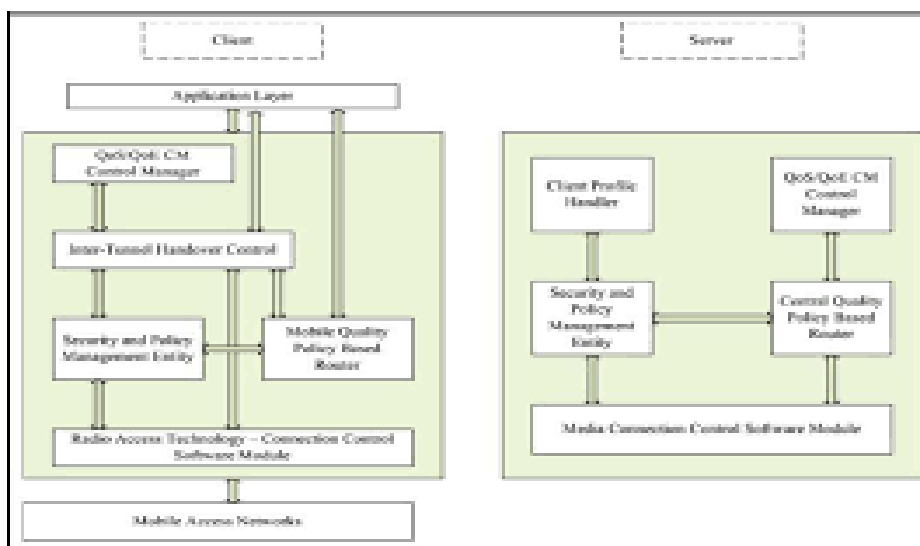 Client
Server
Application Layer
QoS/QoE CM
Control Manager
Inter-Tunnel Handover Control
Security and Policy
Management Entity
Mobile Quality
Policy Based
Router
Radio Access Technology – Connection Control
Software Module
Mobile Access Networks
Client Profile
Handler
QoS/QoE CM
Control
Manager
Security and
Policy
Management
Entity
Central Quality
Policy Based
Router
Media Connection Control Software Module